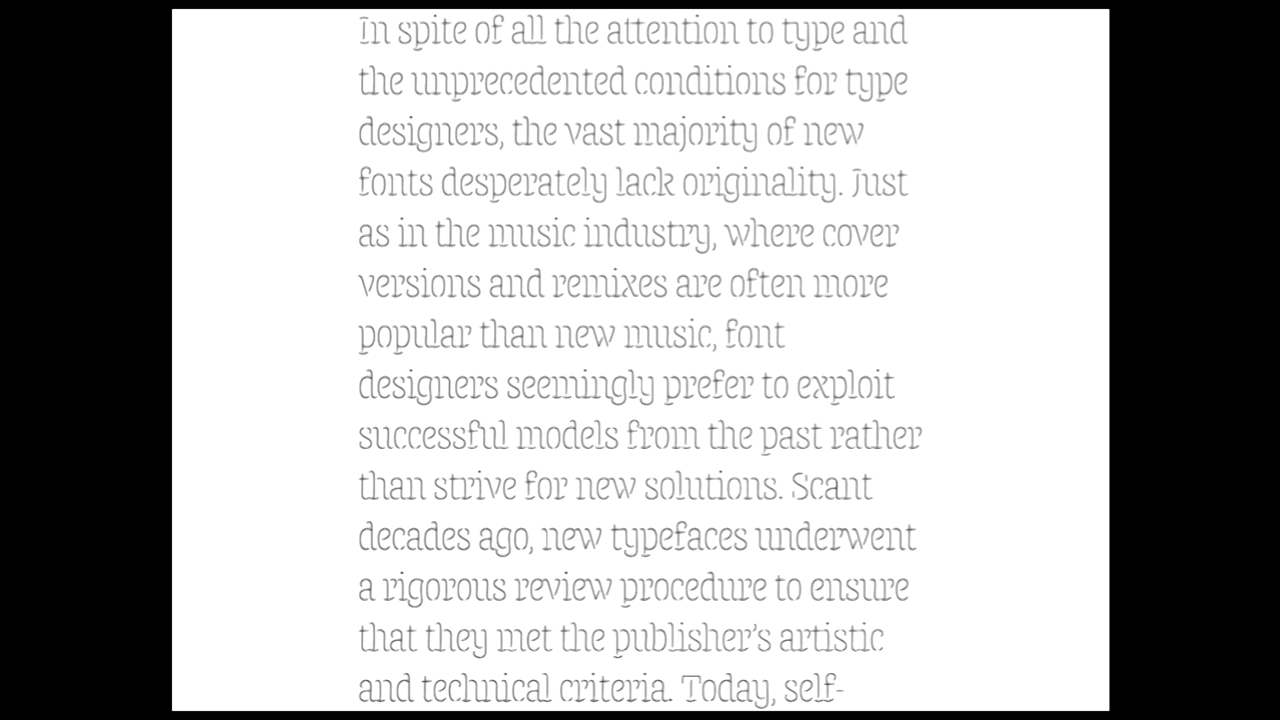 In spite of all the attention to type and
the unprecedented conditions for type
designers, the vast majority of new
fonts desperately lack originality. Just
as in the music industry, where cover
versions and remixes are often more
popular than new music, font
designers seemingly prefer to exploit
successful models from the past rather
than strive for new solutions. Scant
decades ago, new typefaces underwent
a rigorous review procedure to ensure
that they met the publisher’s artistic
and technical criteria. Today, self-